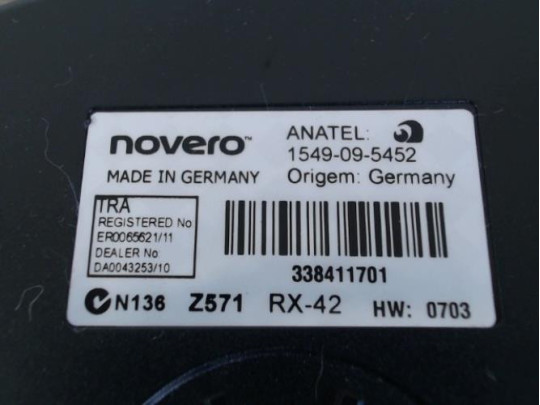 novero™
MADE IN GERMANY
ANATEL:
1549-09-5452
Origem: Germany
TRA
REGISTERED No
ER0065621/11
DEALER No
DA0043253/10
338411701
N136 Z571 RX-42 HW: 0703